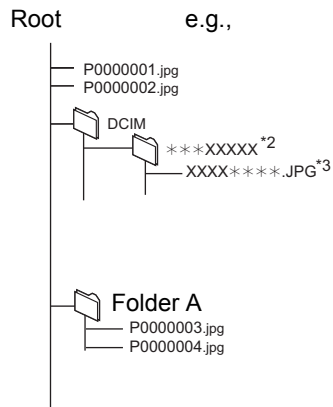 Root e.g.,
P0000001.jpg
P0000002.jpg
DCIM
✳✳✳XXXXX*2
XXXX✳✳✳✳.JPG*3
Folder A
P0000003.jpg
P0000004.jpg